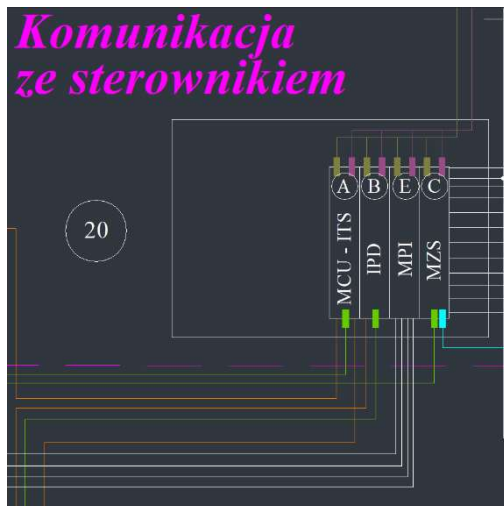 Komunikacja
ze sterownikiem
A B E C
20
MCU - ITS
IPD
MPI
MZS